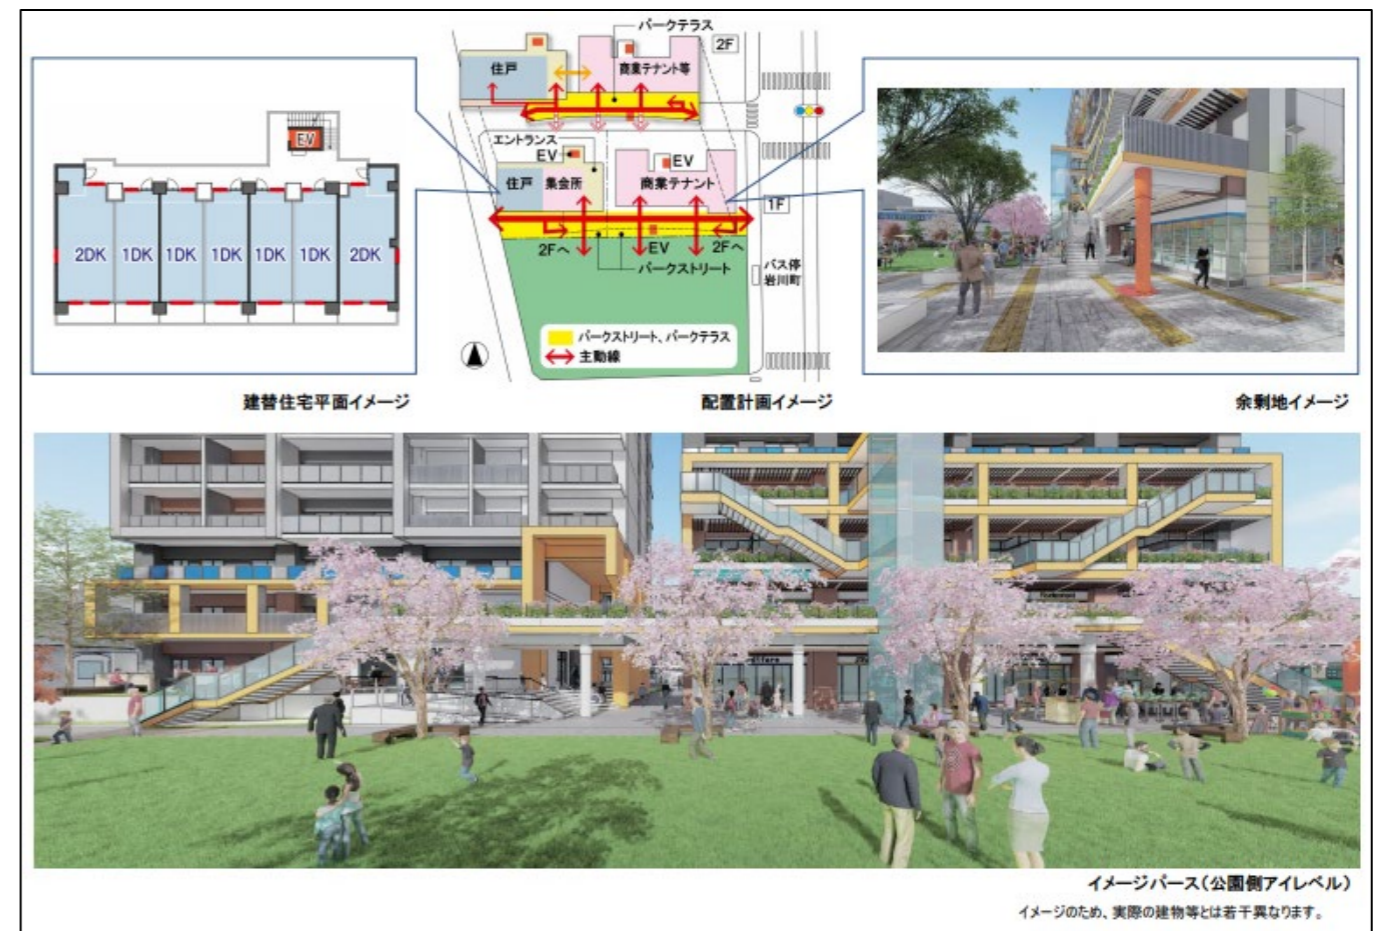 パークテラス
2F
住戸
商業テナント等
エントランス
EV
EV
住戸
集会所
商業テナント
1F
2Fへ
EV
2Fへ
パークストリート
バス停
岩川町
パークストリート、パークテラス
主動線
EV
2DK
1DK
1DK
1DK
1DK
1DK
2DK
建替住宅平面イメージ
配置計画イメージ
余剰地イメージ
イメージパース(公園側アイレベル)
イメージのため、実際の建物等とは若干異なります。